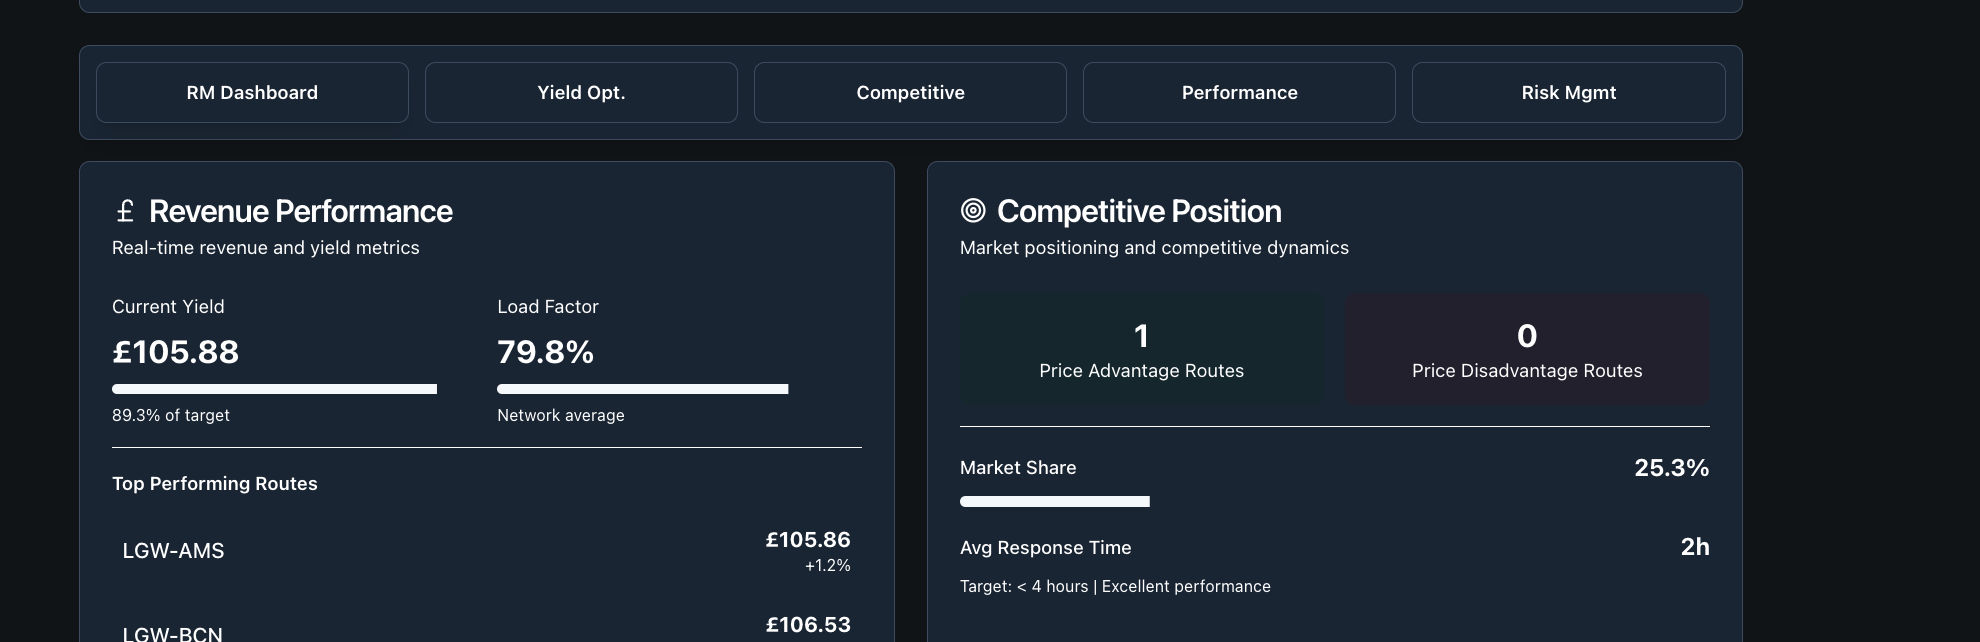 RM Dashboard
Yield Opt.
Competitive
Performance
Risk Mgmt
£ Revenue Performance
Real-time revenue and yield metrics
Current Yield
£105.88
89.3% of target
Load Factor
79.8%
Network average
Top Performing Routes
LGW-AMS
£105.86
+1.2%
LGW-BCN
£106.53
Competitive Position
Market positioning and competitive dynamics
1
Price Advantage Routes
0
Price Disadvantage Routes
Market Share
25.3%
Avg Response Time
2h
Target: < 4 hours | Excellent performance